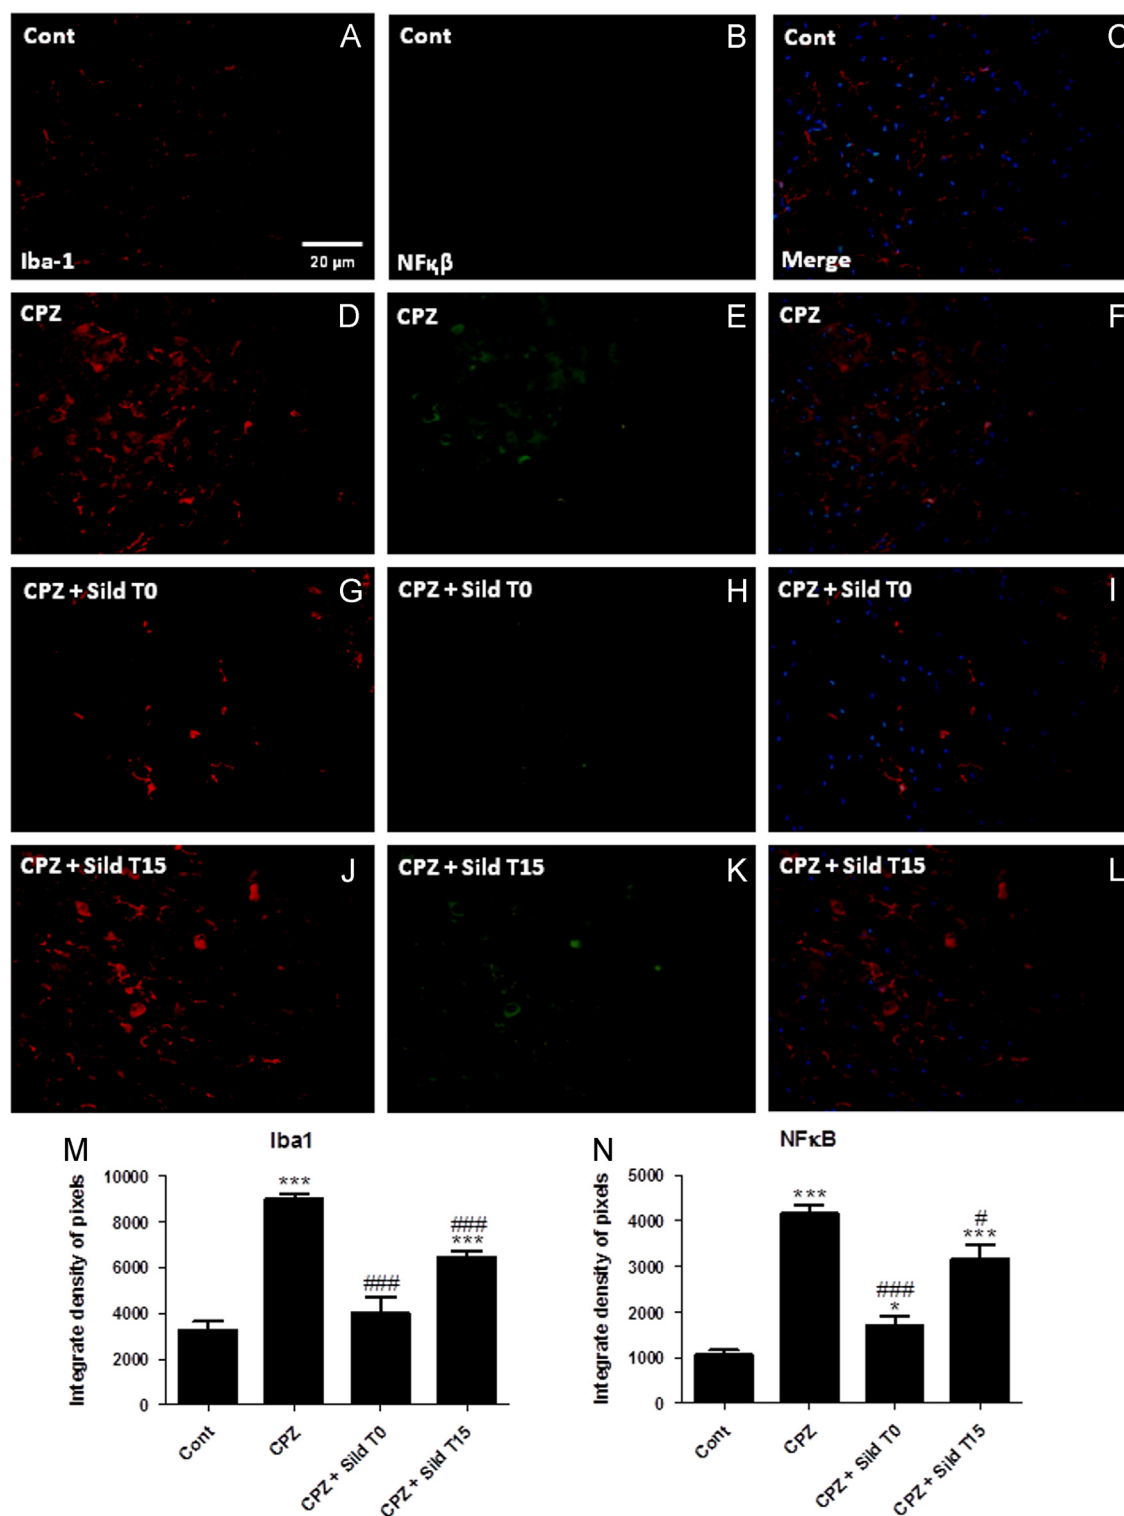 Cont A
Iba-1
20 µm
Cont B
NFκβ
Cont C
Merge
CPZ D
CPZ E
CPZ F
CPZ + Sild T0 G
CPZ + Sild T0 H
CPZ + Sild T0 I
CPZ + Sild T15 J
CPZ + Sild T15 K
CPZ + Sild T15 L
M
Iba1
Integrate density of pixels
10000
8000
6000
4000
2000
0
***
###
###
***
Cont
CPZ
CPZ + Sild T0
CPZ + Sild T15
N
NFκB
Integrate density of pixels
5000
4000
3000
2000
1000
0
***
###
*
#
***
Cont
CPZ
CPZ + Sild T0
CPZ + Sild T15